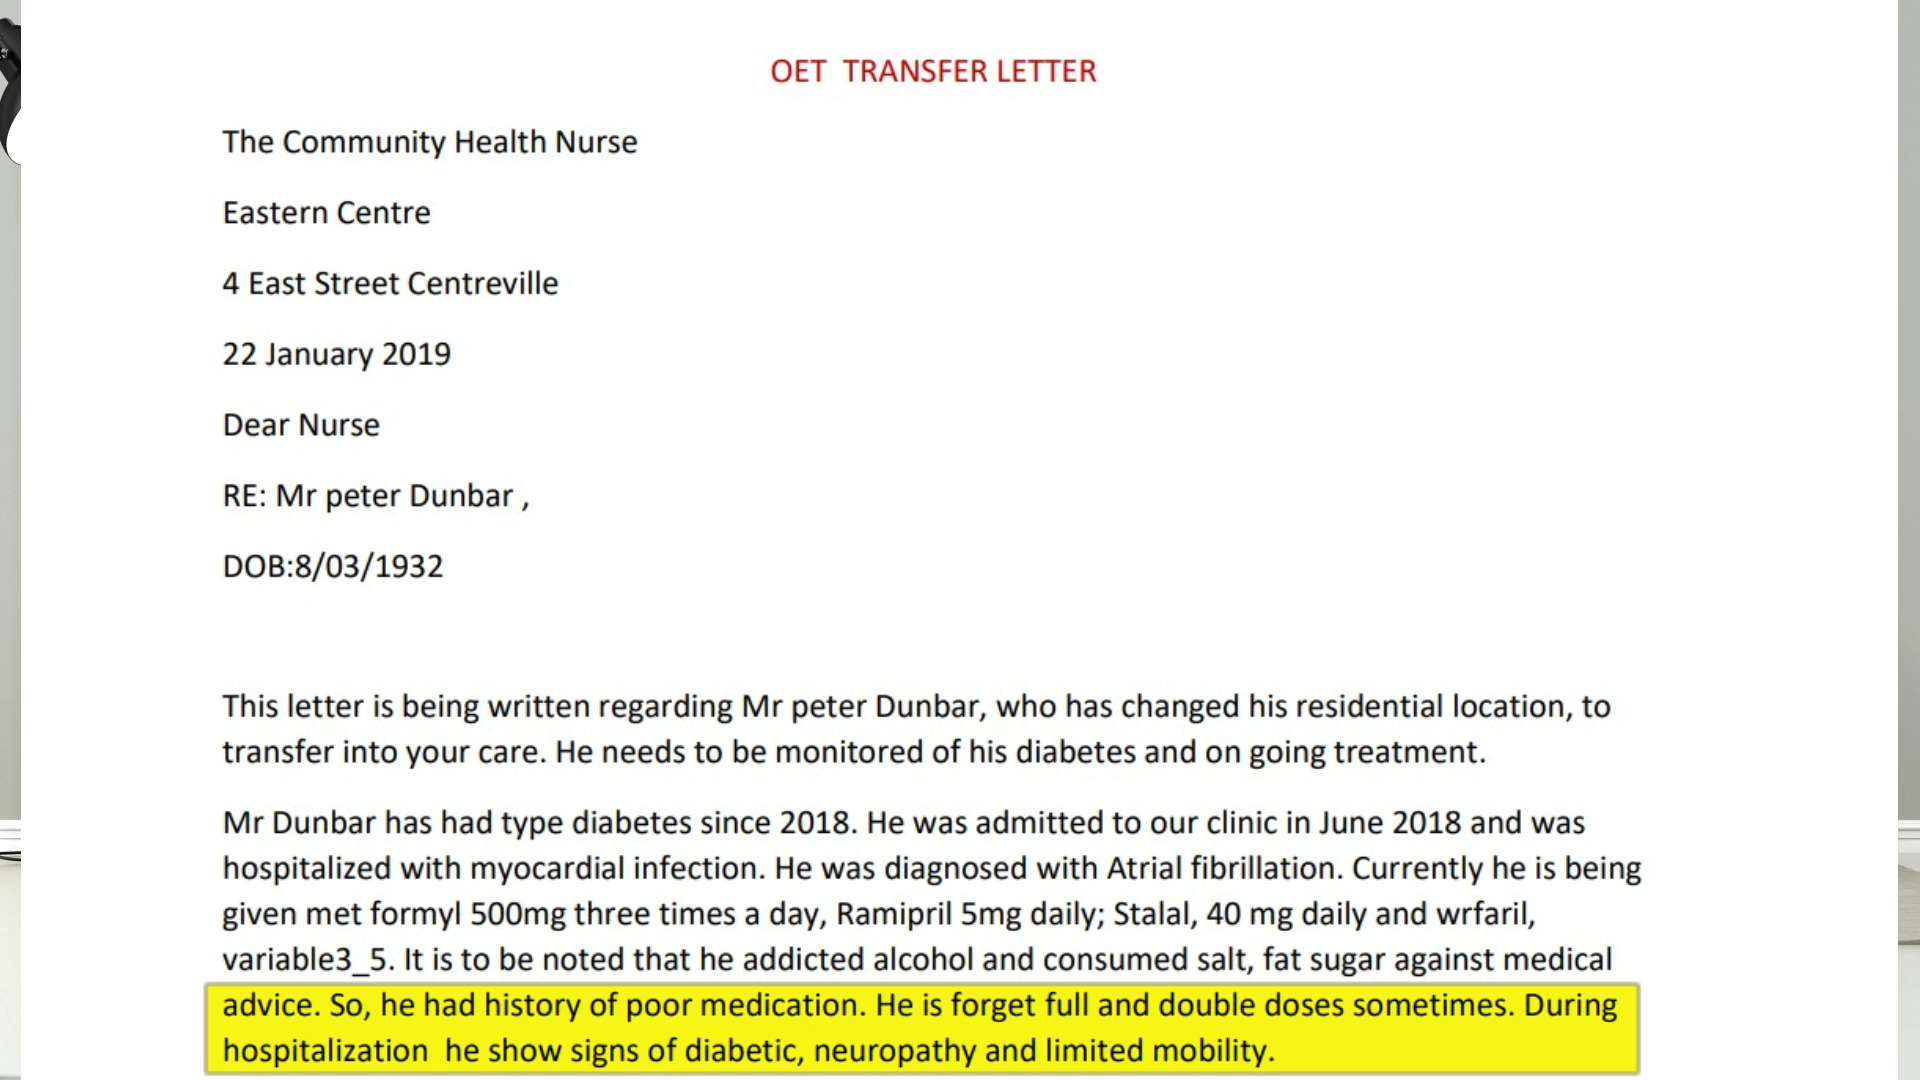 OET TRANSFER LETTER
The Community Health Nurse
Eastern Centre
4 East Street Centreville
22 January 2019
Dear Nurse
RE: Mr peter Dunbar ,
DOB:8/03/1932
This letter is being written regarding Mr peter Dunbar, who has changed his residential location, to
transfer into your care. He needs to be monitored of his diabetes and on going treatment.
Mr Dunbar has had type diabetes since 2018. He was admitted to our clinic in June 2018 and was
hospitalized with myocardial infection. He was diagnosed with Atrial fibrillation. Currently he is being
given met formyl 500mg three times a day, Ramipril 5mg daily; Stalal, 40 mg daily and wrfaril,
variable3_5. It is to be noted that he addicted alcohol and consumed salt, fat sugar against medical
advice. So, he had history of poor medication. He is forget full and double doses sometimes. During
hospitalization he show signs of diabetic, neuropathy and limited mobility.